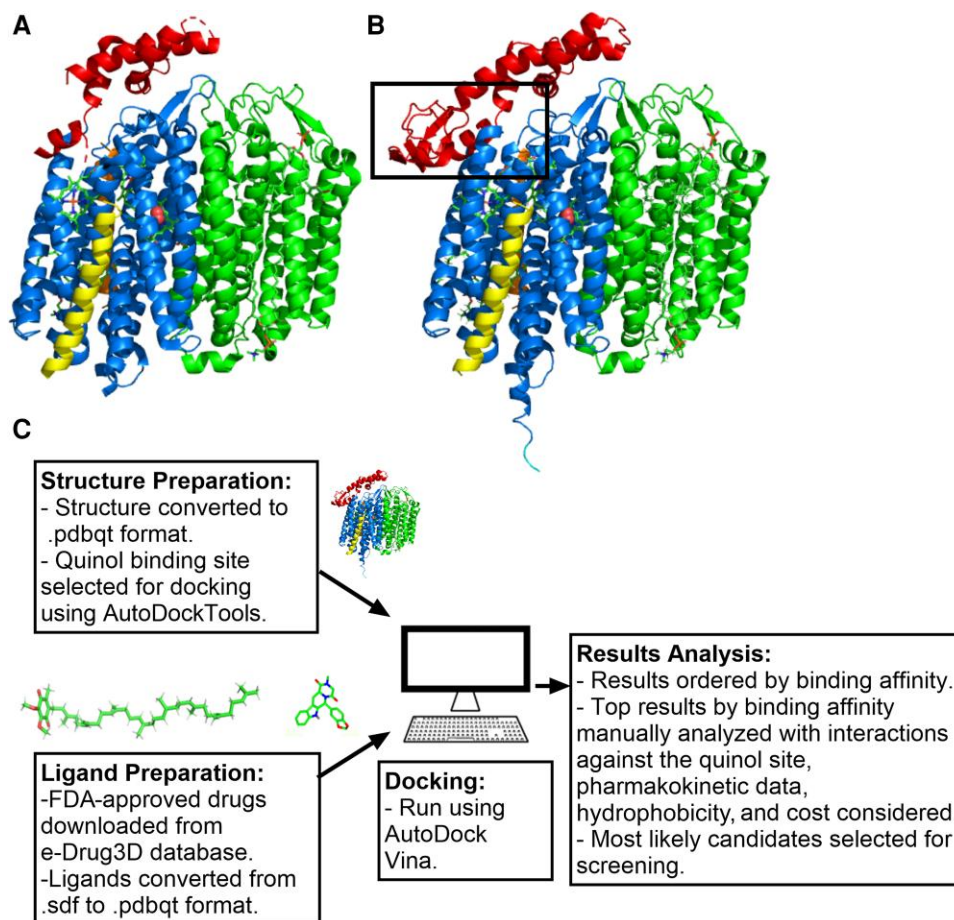 A
B
C
Structure Preparation:
- Structure converted to
.pdbqt format.
- Quinol binding site
selected for docking
using AutoDockTools.
Ligand Preparation:
-FDA-approved drugs
downloaded from
e-Drug3D database.
-Ligands converted from
.sdf to .pdbqt format.
Docking:
- Run using
AutoDock
Vina.
Results Analysis:
- Results ordered by binding affinity.
- Top results by binding affinity
manually analyzed with interactions
against the quinol site,
pharmakokinetic data,
hydrophobicity, and cost considered
- Most likely candidates selected for
screening.